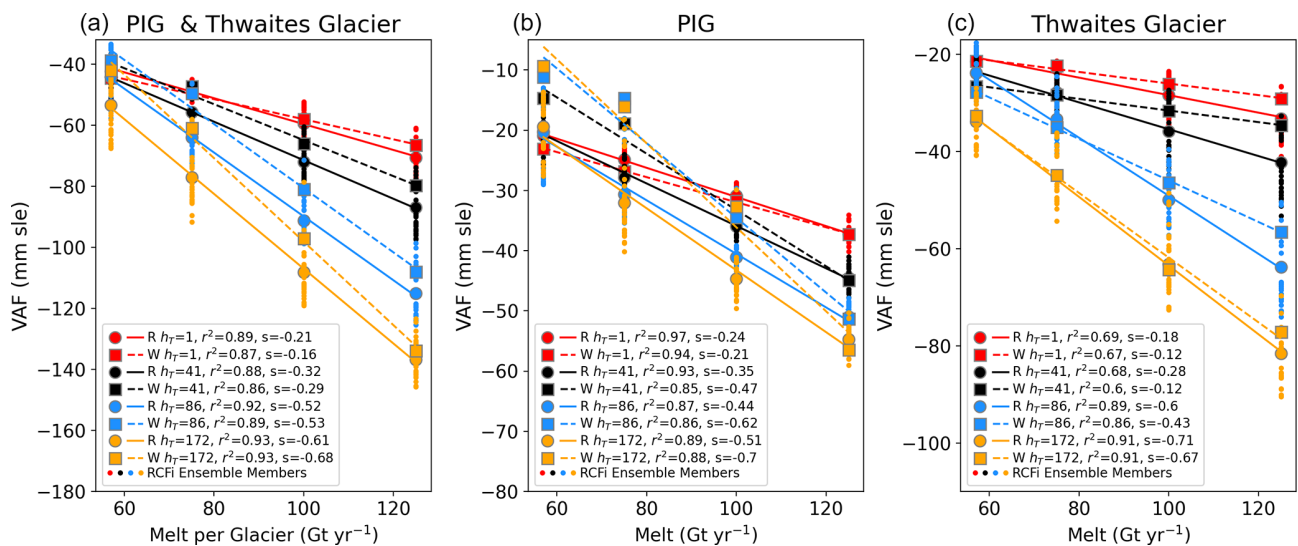 (a) PIG & Thwaites Glacier
VAF (mm sle)
−40
−60
−80
−100
−120
−140
−160
−180
R h_T=1, r²=0.89, s=-0.21
W h_T=1, r²=0.87, s=-0.16
R h_T=41, r²=0.88, s=-0.32
W h_T=41, r²=0.86, s=-0.29
R h_T=86, r²=0.92, s=-0.52
W h_T=86, r²=0.89, s=-0.53
R h_T=172, r²=0.93, s=-0.61
W h_T=172, r²=0.93, s=-0.68
RCFi Ensemble Members
60 80 100 120
Melt per Glacier (Gt yr⁻¹)
(b) PIG
VAF (mm sle)
−10
−20
−30
−40
−50
−60
−70
−80
R h_T=1, r²=0.97, s=-0.24
W h_T=1, r²=0.94, s=-0.21
R h_T=41, r²=0.93, s=-0.35
W h_T=41, r²=0.85, s=-0.47
R h_T=86, r²=0.87, s=-0.44
W h_T=86, r²=0.86, s=-0.62
R h_T=172, r²=0.89, s=-0.51
W h_T=172, r²=0.88, s=-0.7
RCFi Ensemble Members
60 80 100 120
Melt (Gt yr⁻¹)
(c) Thwaites Glacier
VAF (mm sle)
−20
−40
−60
−80
−100
R h_T=1, r²=0.69, s=-0.18
W h_T=1, r²=0.67, s=-0.12
R h_T=41, r²=0.68, s=-0.28
W h_T=41, r²=0.6, s=-0.12
R h_T=86, r²=0.89, s=-0.6
W h_T=86, r²=0.86, s=-0.43
R h_T=172, r²=0.91, s=-0.71
W h_T=172, r²=0.91, s=-0.67
RCFi Ensemble Members
60 80 100 120
Melt (Gt yr⁻¹)